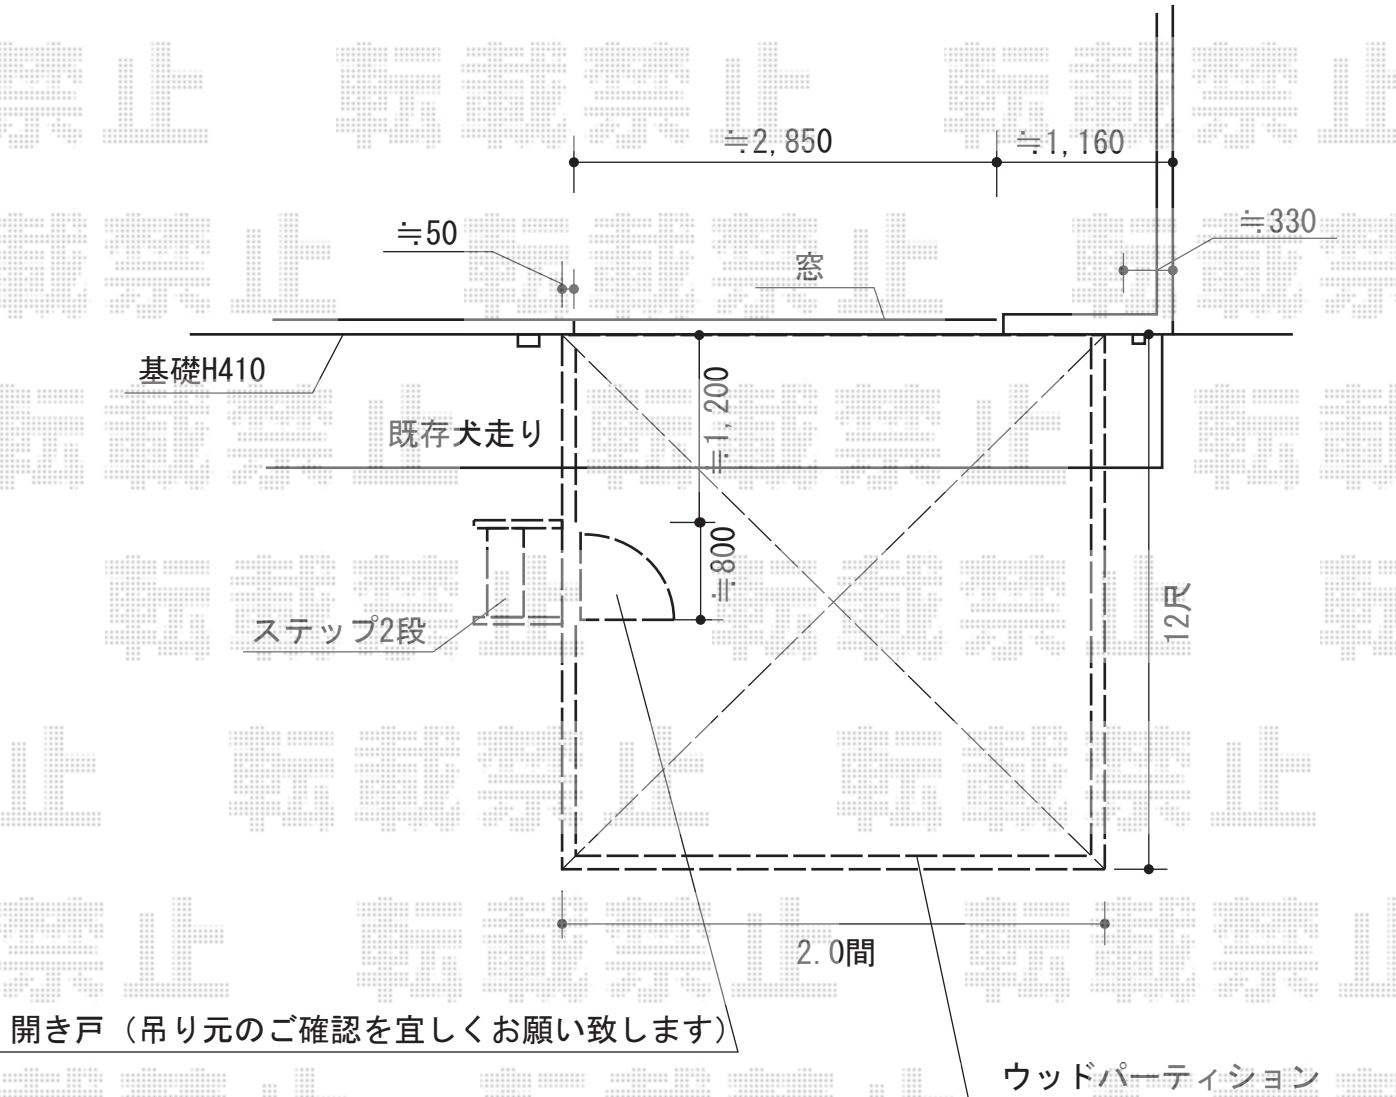 ≒2,850
≒1,160
≒50
≒330
窓
基礎H410
≒1,200
既存犬走り
≒800
ステップ2段
12尺
2.0間
開き戸（吊り元のご確認を宜しくお願い致します）
ウッドパーティション
転載禁止